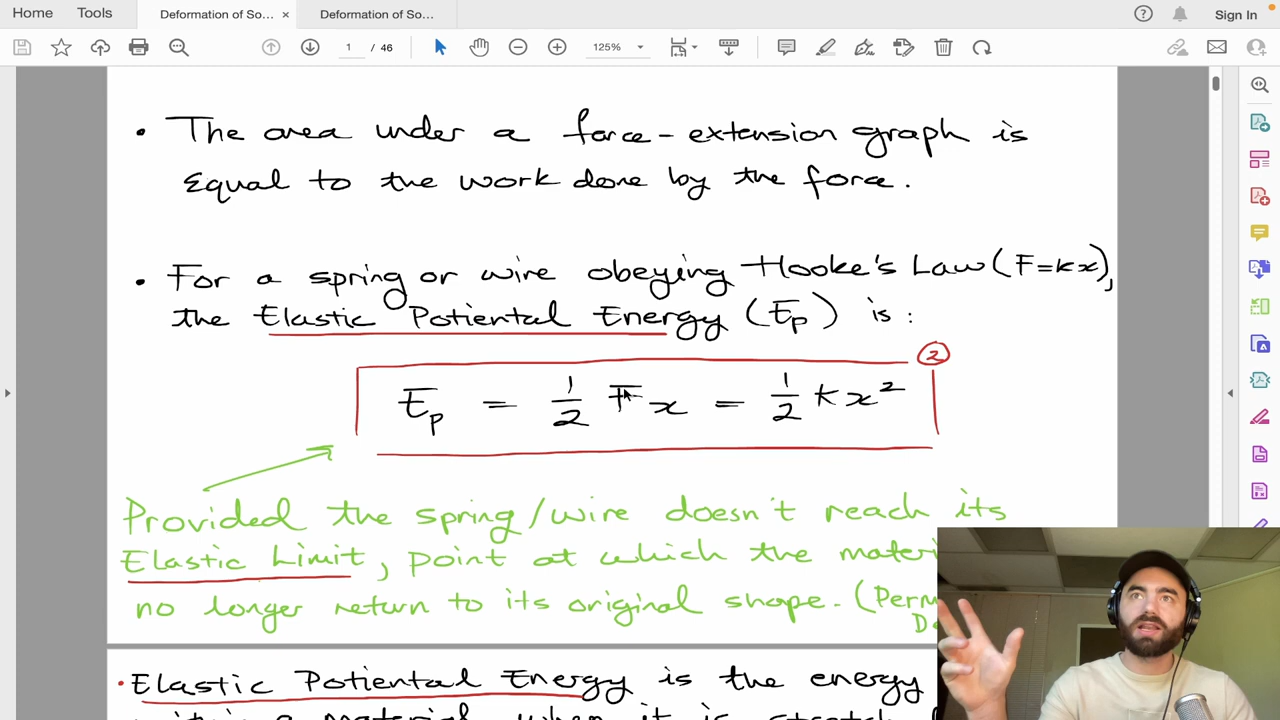 Home Tools Deformation of So... × Deformation of So... Sign In
1 / 46 125%
• The area under a force-extension graph is
Equal to the work done by the force.
• For a spring or wire obeying Hooke's Law (F=kx),
the Elastic Potiental Energy (Ep) is :
2
Ep = 1/2 Fx = 1/2 kx²
Provided the spring/wire doesn't reach its
Elastic Limit, point at which the materi
no longer return to its original shape. (Perm
D
• Elastic Potiental Energy is the energy